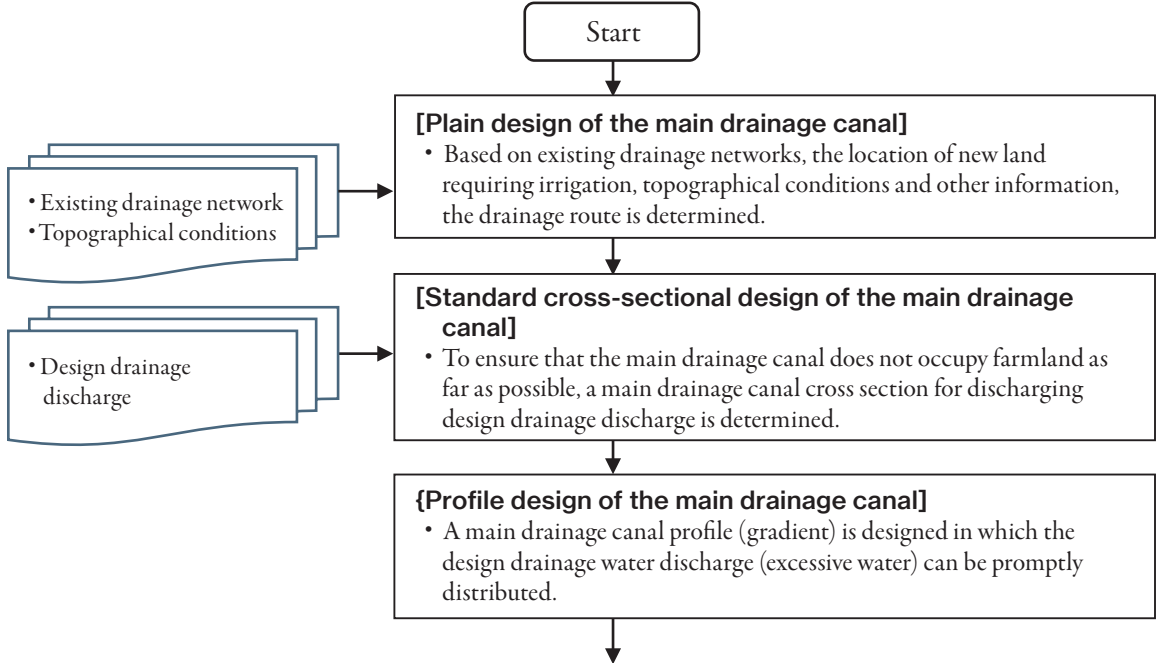 Start
[Plain design of the main drainage canal]
• Based on existing drainage networks, the location of new land
requiring irrigation, topographical conditions and other information,
the drainage route is determined.
• Existing drainage network
• Topographical conditions
[Standard cross-sectional design of the main drainage
canal]
• To ensure that the main drainage canal does not occupy farmland as
far as possible, a main drainage canal cross section for discharging
design drainage discharge is determined.
• Design drainage
discharge
{Profile design of the main drainage canal]
• A main drainage canal profile (gradient) is designed in which the
design drainage water discharge (excessive water) can be promptly
distributed.